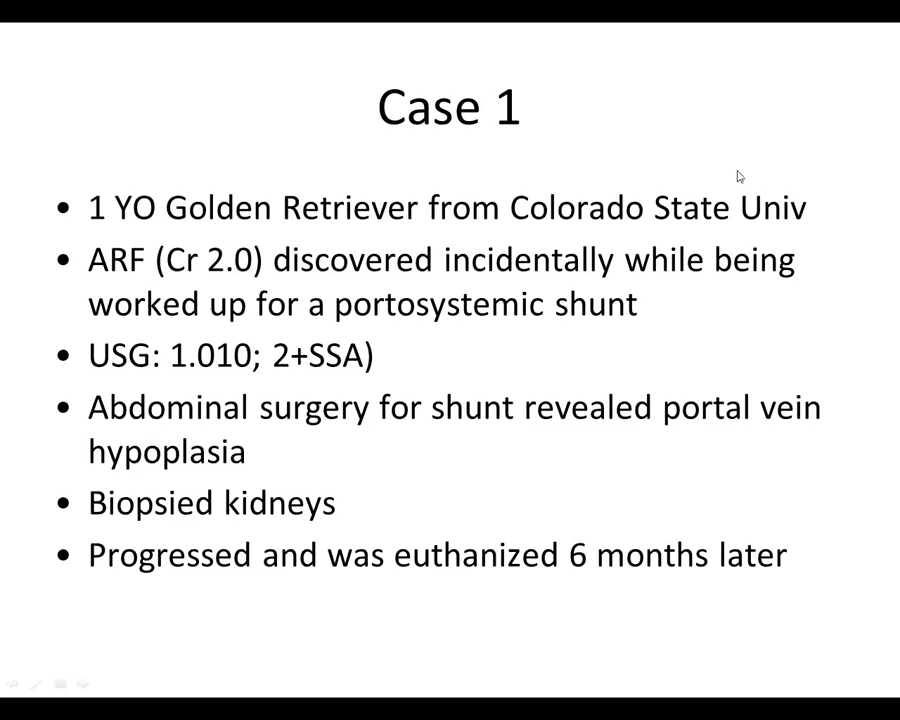 Case 1
• 1 YO Golden Retriever from Colorado State Univ
• ARF (Cr 2.0) discovered incidentally while being
worked up for a portosystemic shunt
• USG: 1.010; 2+SSA)
• Abdominal surgery for shunt revealed portal vein
hypoplasia
• Biopsied kidneys
• Progressed and was euthanized 6 months later